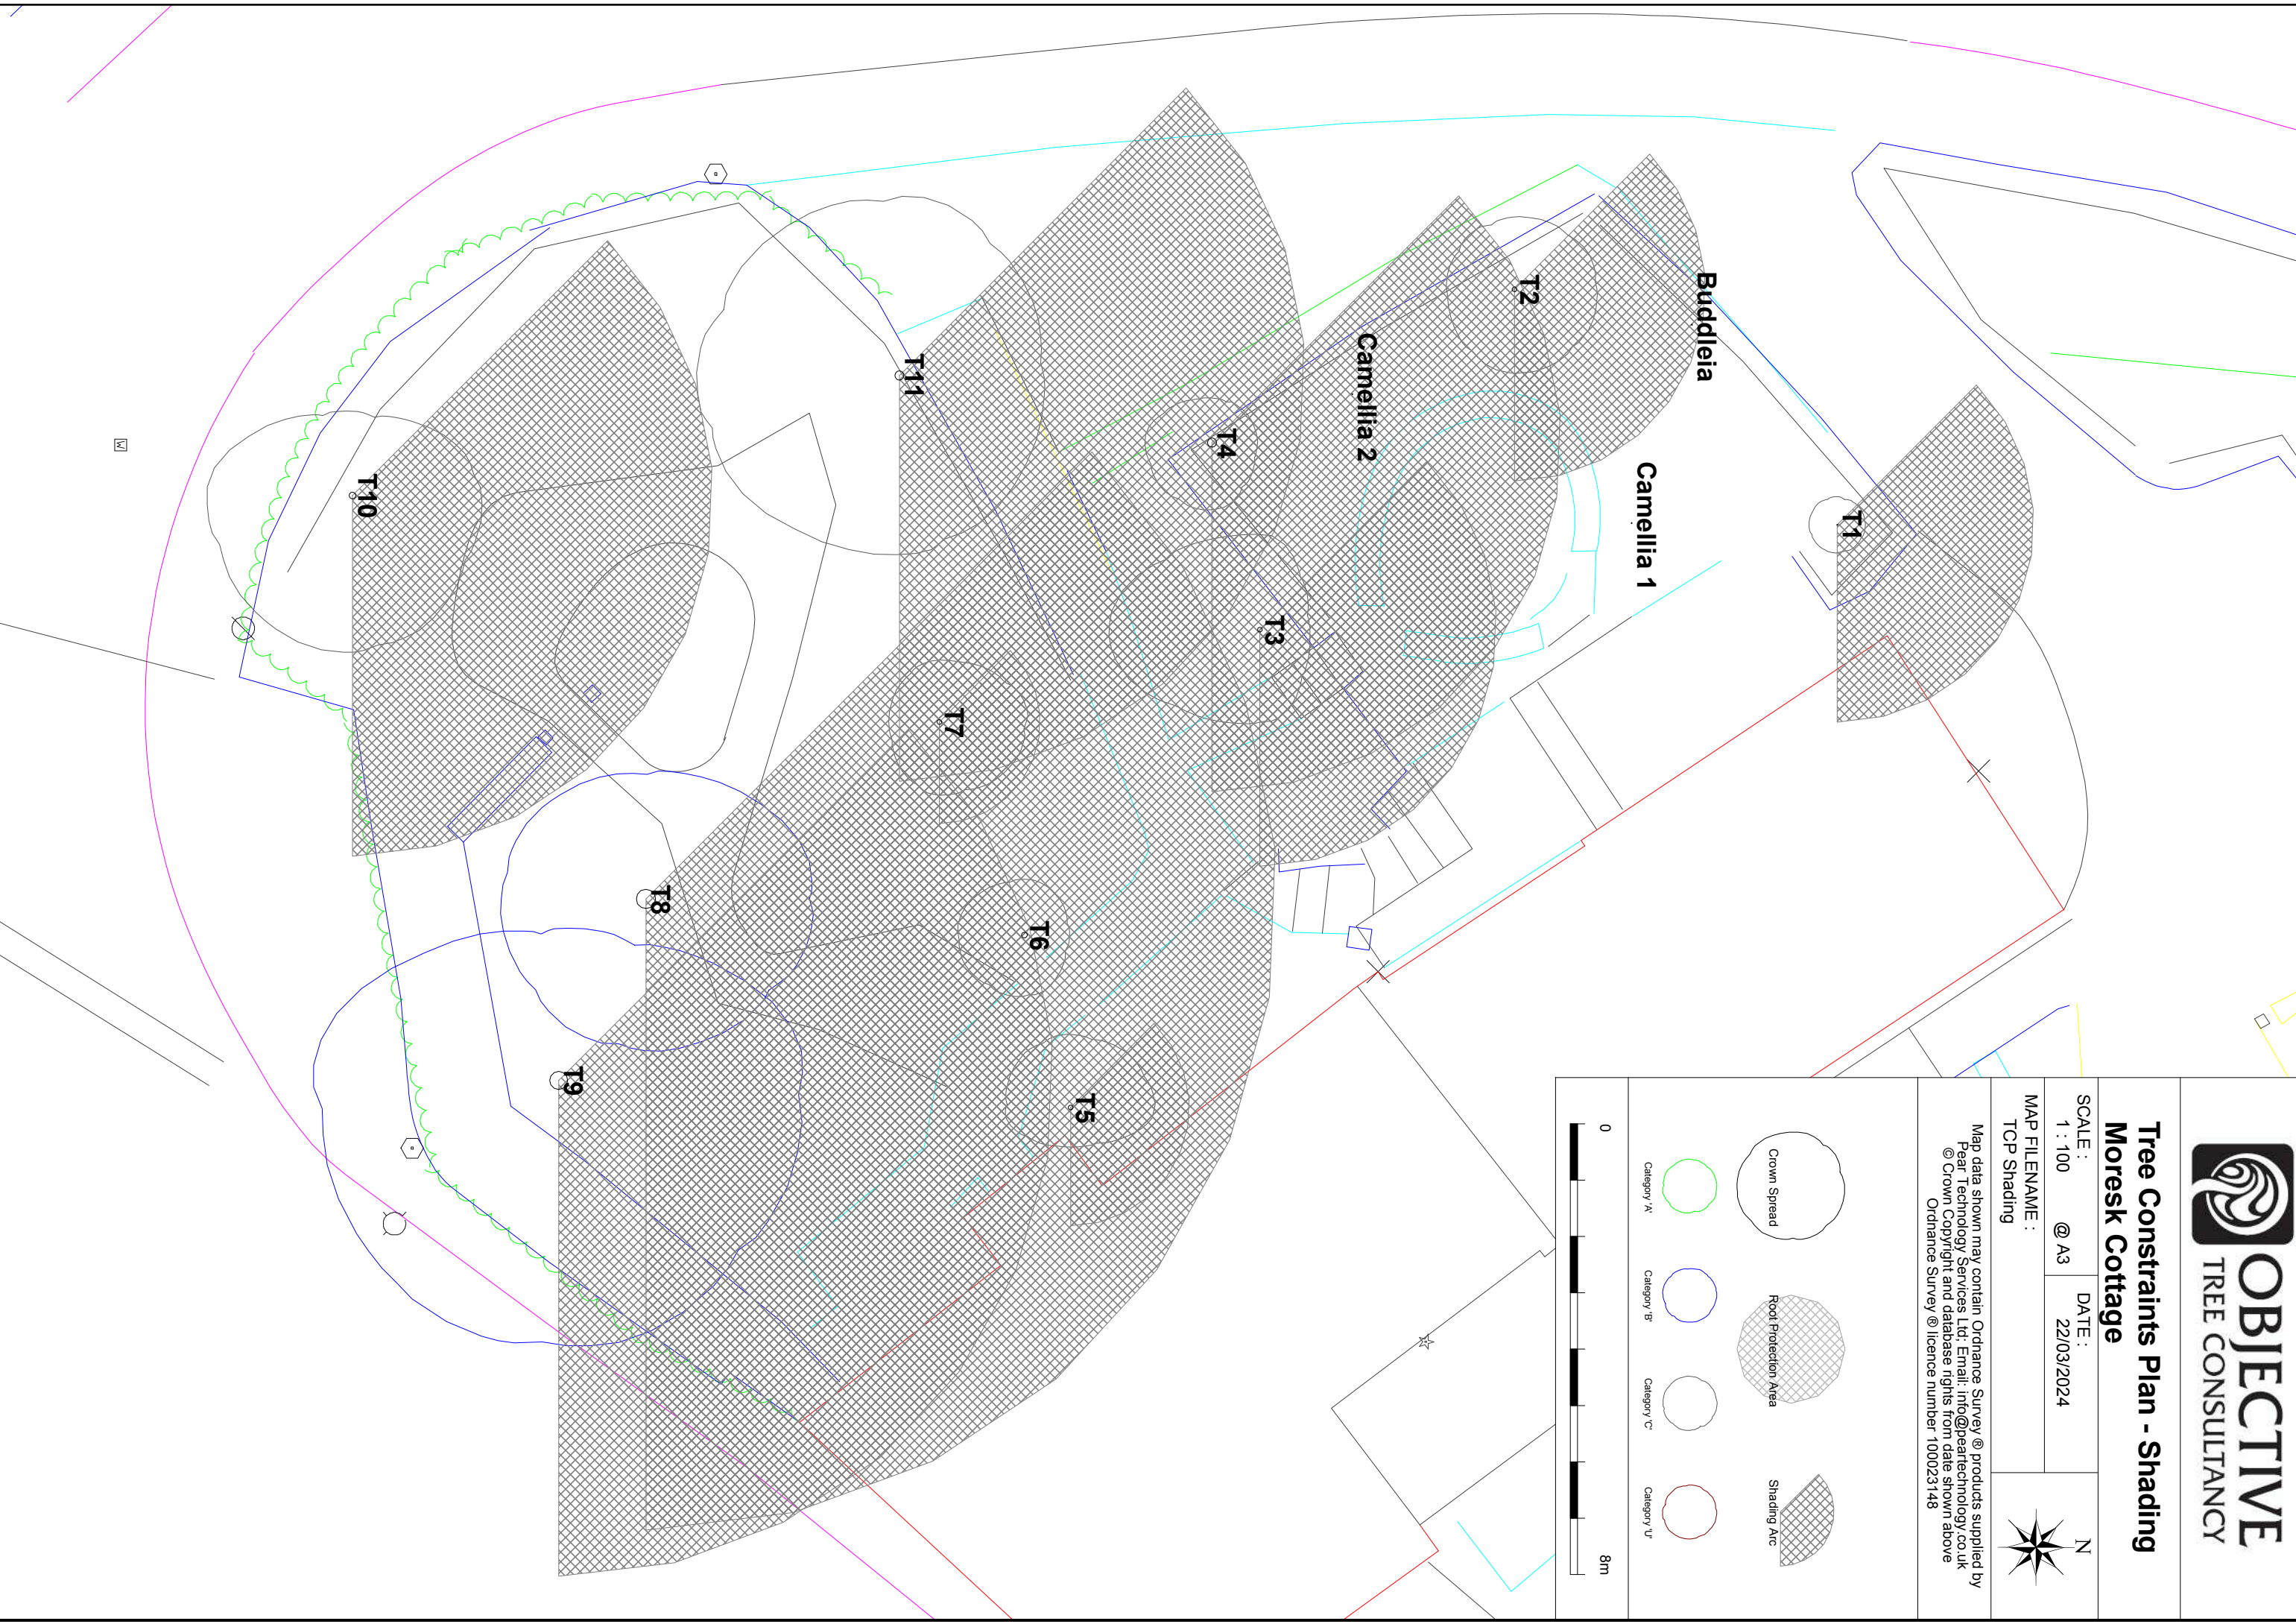 OBJECTIVE
TREE CONSULTANCY
Tree Constraints Plan - Shading
Moresk Cottage
SCALE :
1 : 100 @ A3
DATE :
22/03/2024
MAP FILENAME :
TCP Shading
N
Map data shown may contain Ordnance Survey ® products supplied by
Pear Technology Services Ltd; Email: info@peartechnology.co.uk
© Crown Copyright and database rights from date shown above
Ordnance Survey ® licence number 100023148
Crown Spread
Root Protection Area
Shading Arc
Category 'A'
Category 'B'
Category 'C'
Category 'U'
0
8m
Buddleia
Camellia 1
Camellia 2
T1
T2
T3
T4
T5
T6
T7
T8
T9
T10
T11
W